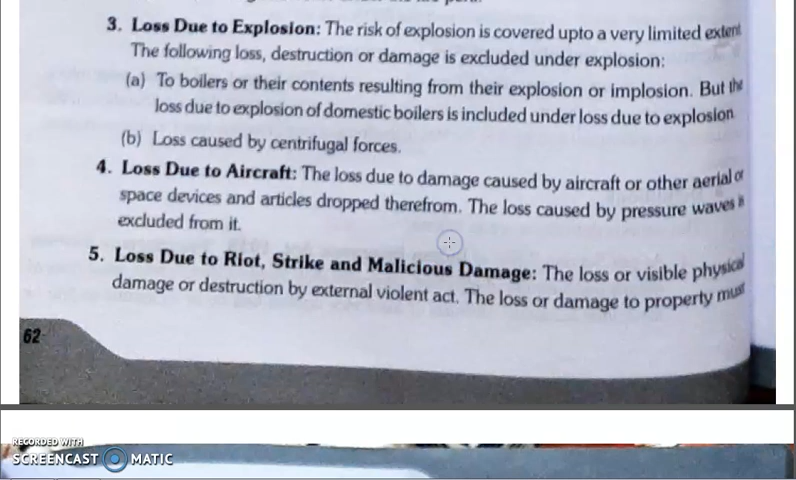 3. Loss Due to Explosion: The risk of explosion is covered upto a very limited extent
The following loss, destruction or damage is excluded under explosion:
(a) To boilers or their contents resulting from their explosion or implosion. But the
loss due to explosion of domestic boilers is included under loss due to explosion
(b) Loss caused by centrifugal forces.
4. Loss Due to Aircraft: The loss due to damage caused by aircraft or other aerial or
space devices and articles dropped therefrom. The loss caused by pressure waves is
excluded from it.
5. Loss Due to Riot, Strike and Malicious Damage: The loss or visible physical
damage or destruction by external violent act. The loss or damage to property must
62
RECORDED WITH
SCREENCAST MATIC